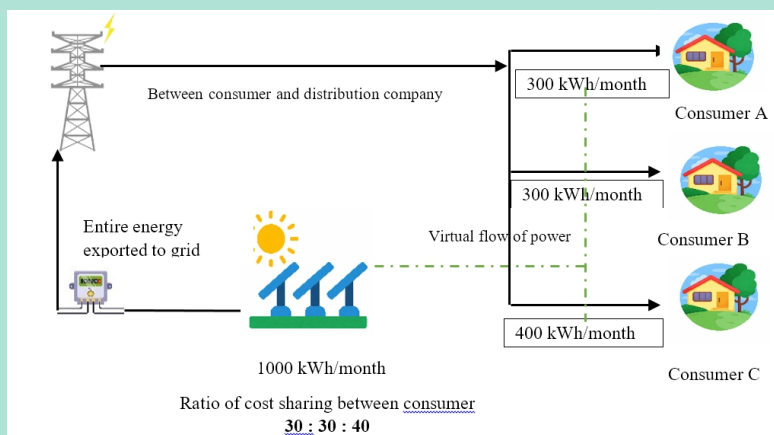 Between consumer and distribution company
300 kWh/month
Consumer A
300 kWh/month
Entire energy
exported to grid
Virtual flow of power
Consumer B
400 kWh/month
1000 kWh/month
Consumer C
Ratio of cost sharing between consumer
30 : 30 : 40